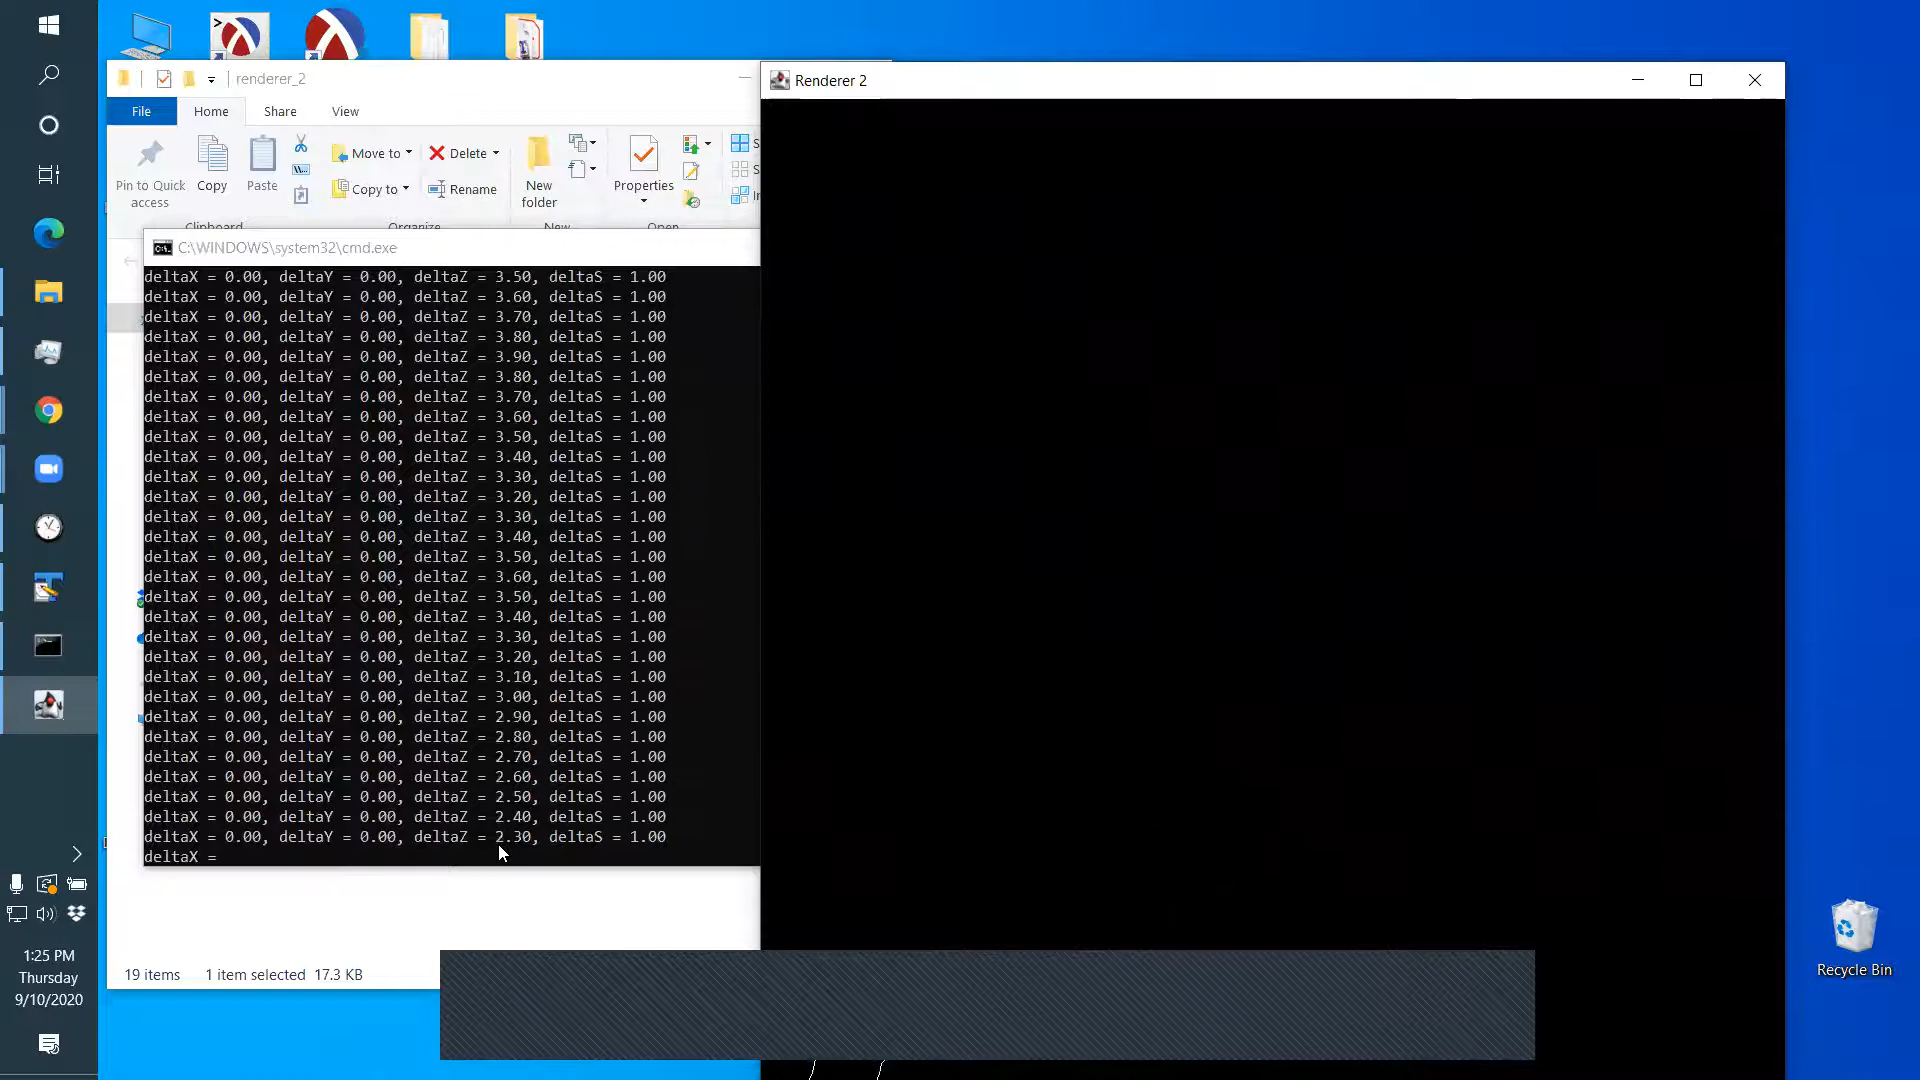 renderer_2
File
Home
Share
View
Pin to Quick
access
Copy
Paste
Move to
Copy to
Delete
Rename
New
folder
Properties
Clipboard
Organize
New
Open
C:\WINDOWS\system32\cmd.exe
deltaX = 0.00, deltaY = 0.00, deltaZ = 3.50, deltaS = 1.00
deltaX = 0.00, deltaY = 0.00, deltaZ = 3.60, deltaS = 1.00
deltaX = 0.00, deltaY = 0.00, deltaZ = 3.70, deltaS = 1.00
deltaX = 0.00, deltaY = 0.00, deltaZ = 3.80, deltaS = 1.00
deltaX = 0.00, deltaY = 0.00, deltaZ = 3.90, deltaS = 1.00
deltaX = 0.00, deltaY = 0.00, deltaZ = 3.80, deltaS = 1.00
deltaX = 0.00, deltaY = 0.00, deltaZ = 3.70, deltaS = 1.00
deltaX = 0.00, deltaY = 0.00, deltaZ = 3.60, deltaS = 1.00
deltaX = 0.00, deltaY = 0.00, deltaZ = 3.50, deltaS = 1.00
deltaX = 0.00, deltaY = 0.00, deltaZ = 3.40, deltaS = 1.00
deltaX = 0.00, deltaY = 0.00, deltaZ = 3.30, deltaS = 1.00
deltaX = 0.00, deltaY = 0.00, deltaZ = 3.20, deltaS = 1.00
deltaX = 0.00, deltaY = 0.00, deltaZ = 3.30, deltaS = 1.00
deltaX = 0.00, deltaY = 0.00, deltaZ = 3.40, deltaS = 1.00
deltaX = 0.00, deltaY = 0.00, deltaZ = 3.50, deltaS = 1.00
deltaX = 0.00, deltaY = 0.00, deltaZ = 3.60, deltaS = 1.00
deltaX = 0.00, deltaY = 0.00, deltaZ = 3.50, deltaS = 1.00
deltaX = 0.00, deltaY = 0.00, deltaZ = 3.40, deltaS = 1.00
deltaX = 0.00, deltaY = 0.00, deltaZ = 3.30, deltaS = 1.00
deltaX = 0.00, deltaY = 0.00, deltaZ = 3.20, deltaS = 1.00
deltaX = 0.00, deltaY = 0.00, deltaZ = 3.10, deltaS = 1.00
deltaX = 0.00, deltaY = 0.00, deltaZ = 3.00, deltaS = 1.00
deltaX = 0.00, deltaY = 0.00, deltaZ = 2.90, deltaS = 1.00
deltaX = 0.00, deltaY = 0.00, deltaZ = 2.80, deltaS = 1.00
deltaX = 0.00, deltaY = 0.00, deltaZ = 2.70, deltaS = 1.00
deltaX = 0.00, deltaY = 0.00, deltaZ = 2.60, deltaS = 1.00
deltaX = 0.00, deltaY = 0.00, deltaZ = 2.50, deltaS = 1.00
deltaX = 0.00, deltaY = 0.00, deltaZ = 2.40, deltaS = 1.00
deltaX = 0.00, deltaY = 0.00, deltaZ = 2.30, deltaS = 1.00
deltaX =
19 items 1 item selected 17.3 KB
Renderer 2
Recycle Bin
1:25 PM
Thursday
9/10/2020